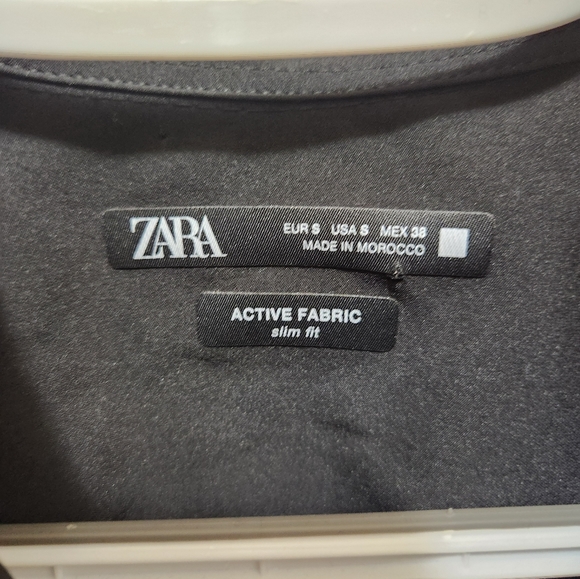 ZARA
EUR S USA S MEX 38
MADE IN MOROCCO
ACTIVE FABRIC
slim fit